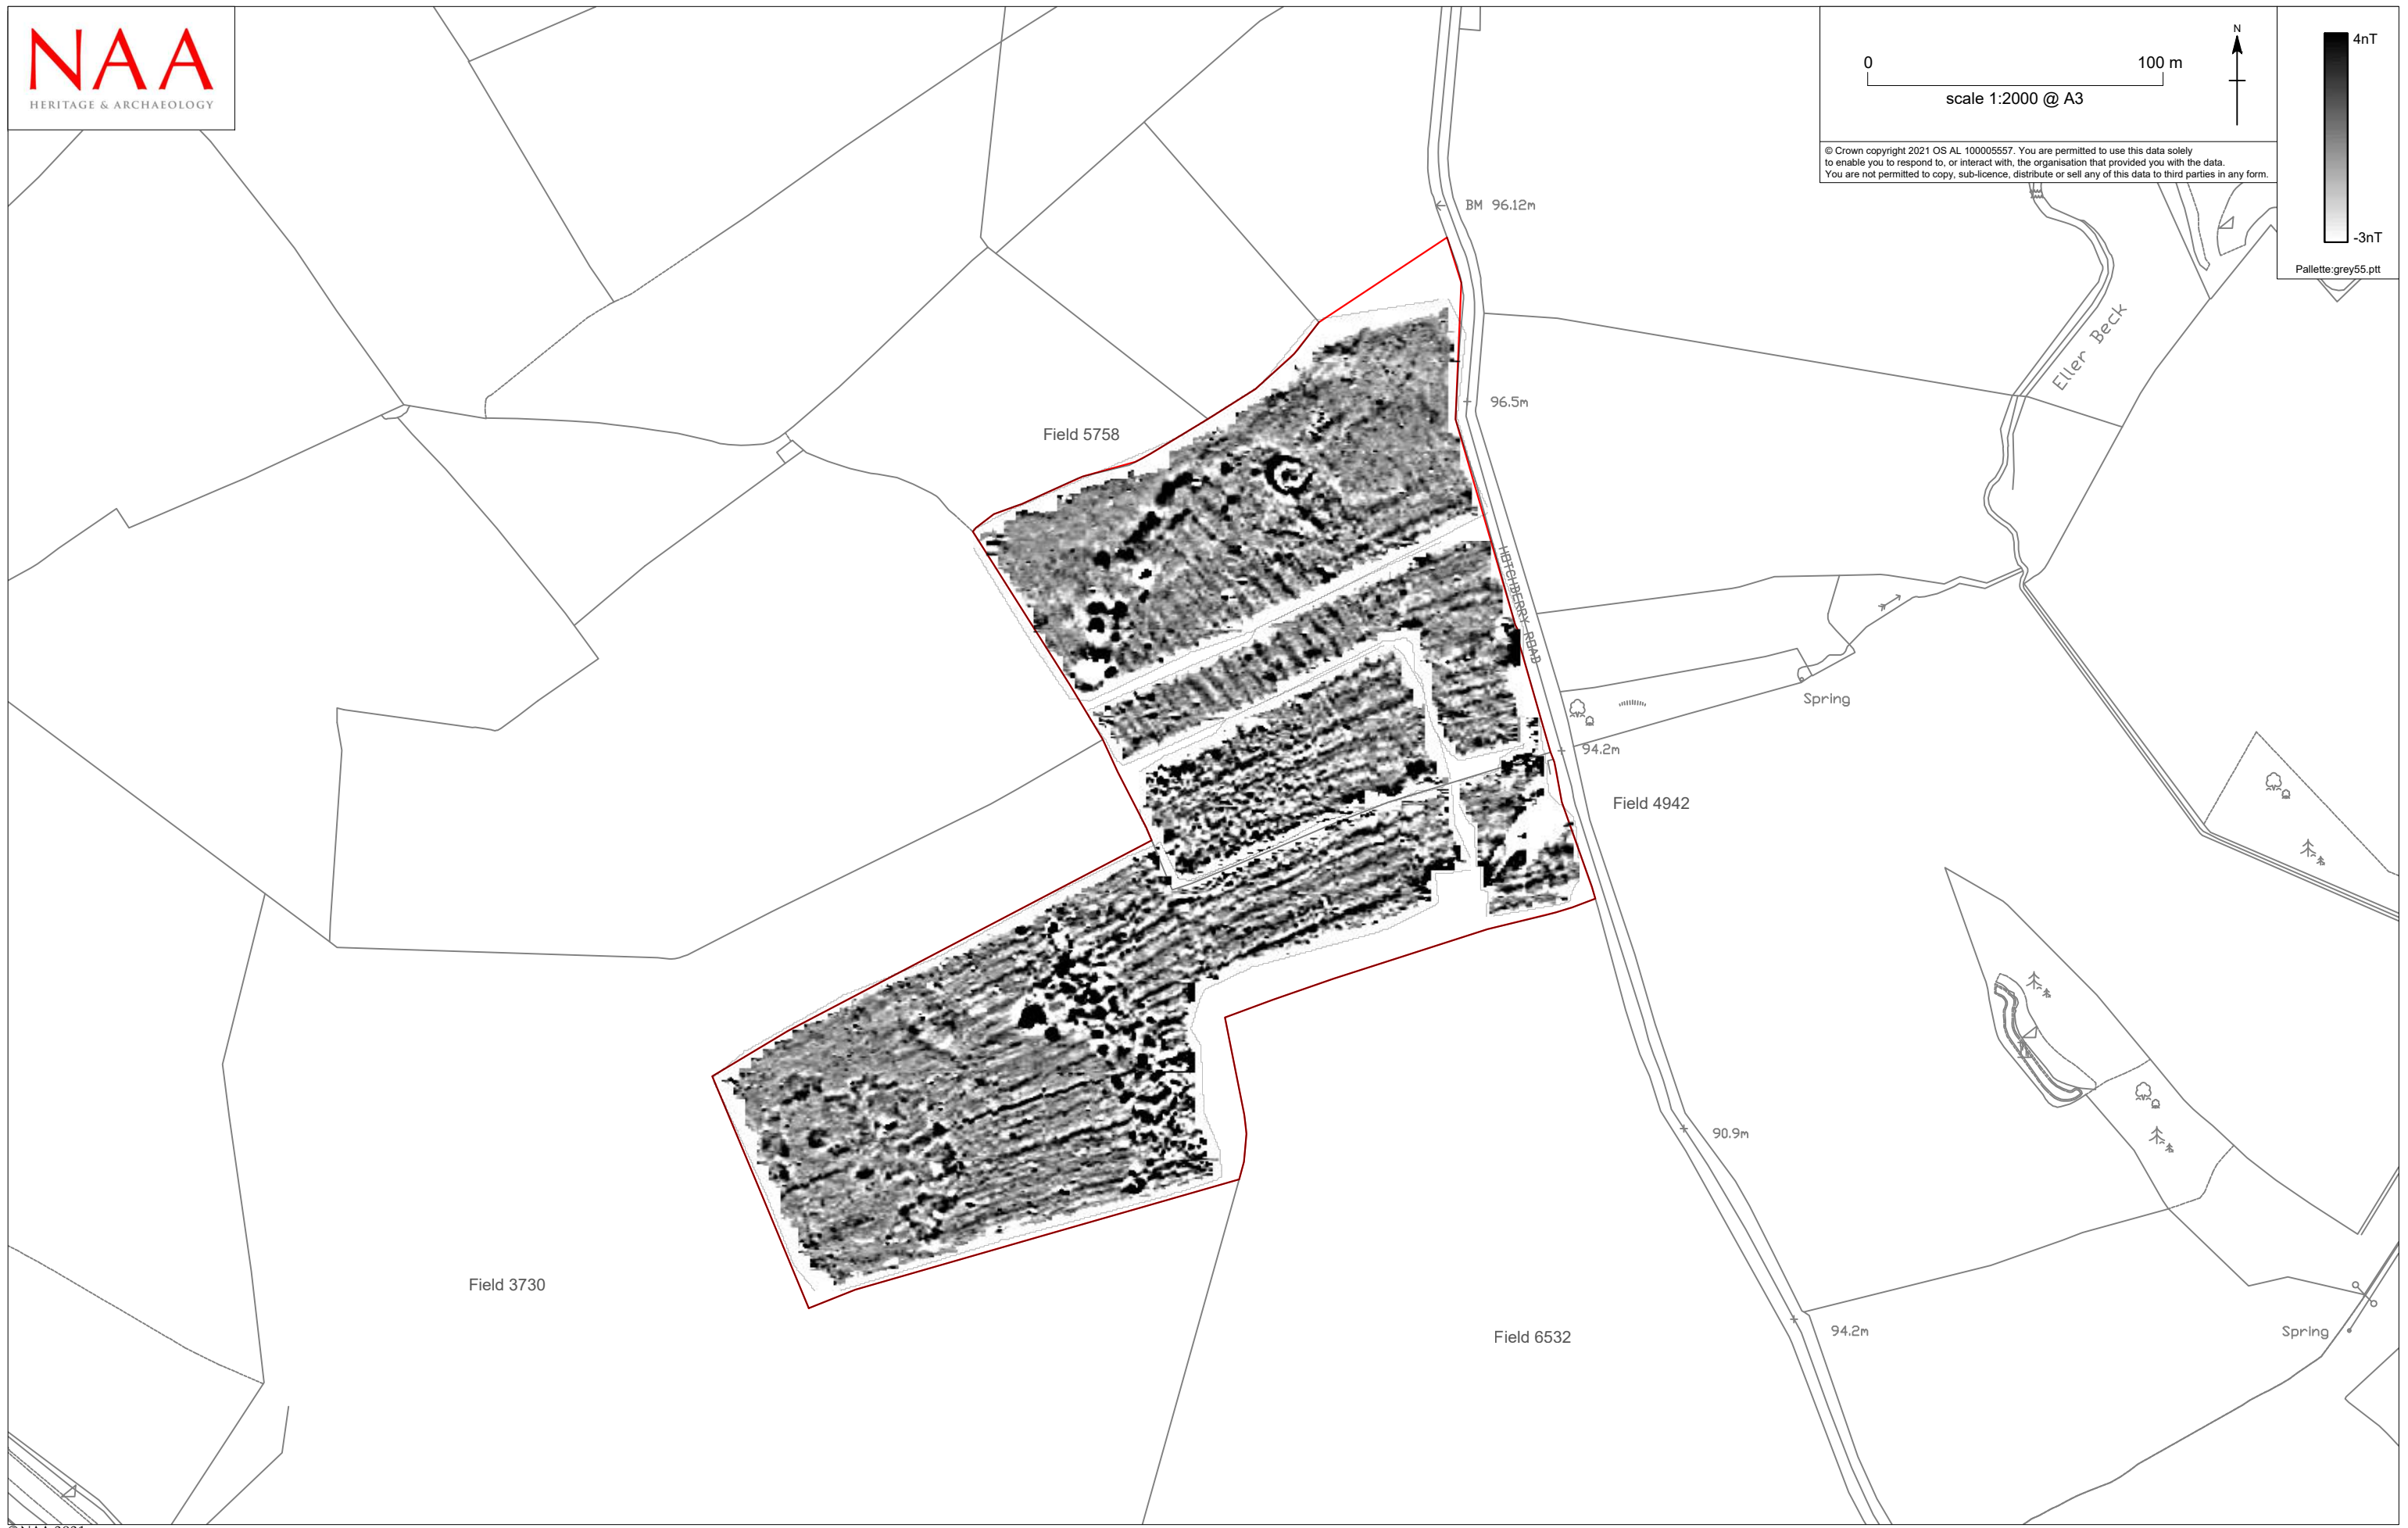 NAA
HERITAGE & ARCHAEOLOGY
0 100 m
scale 1:2000 @ A3
N
© Crown copyright 2021 OS AL 100005557. You are permitted to use this data solely
to enable you to respond to, or interact with, the organisation that provided you with the data.
You are not permitted to copy, sub-licence, distribute or sell any of this data to third parties in any form.
4nT
-3nT
Pallette:grey55.ptt
BM 96.12m
Eller Beck
96.5m
Field 5758
HOTCHBERRY ROAD
Spring
94.2m
Field 4942
90.9m
Field 3730
Field 6532
94.2m
Spring